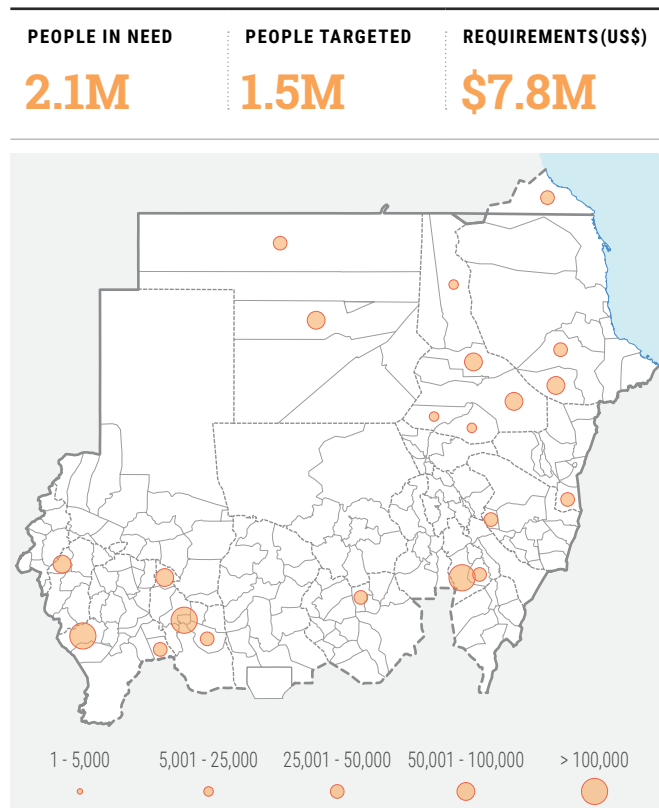 PEOPLE IN NEED PEOPLE TARGETED REQUIREMENTS(US$)
2.1M 1.5M $7.8M
1 - 5,000 5,001 - 25,000 25,001 - 50,000 50,001 - 100,000 > 100,000